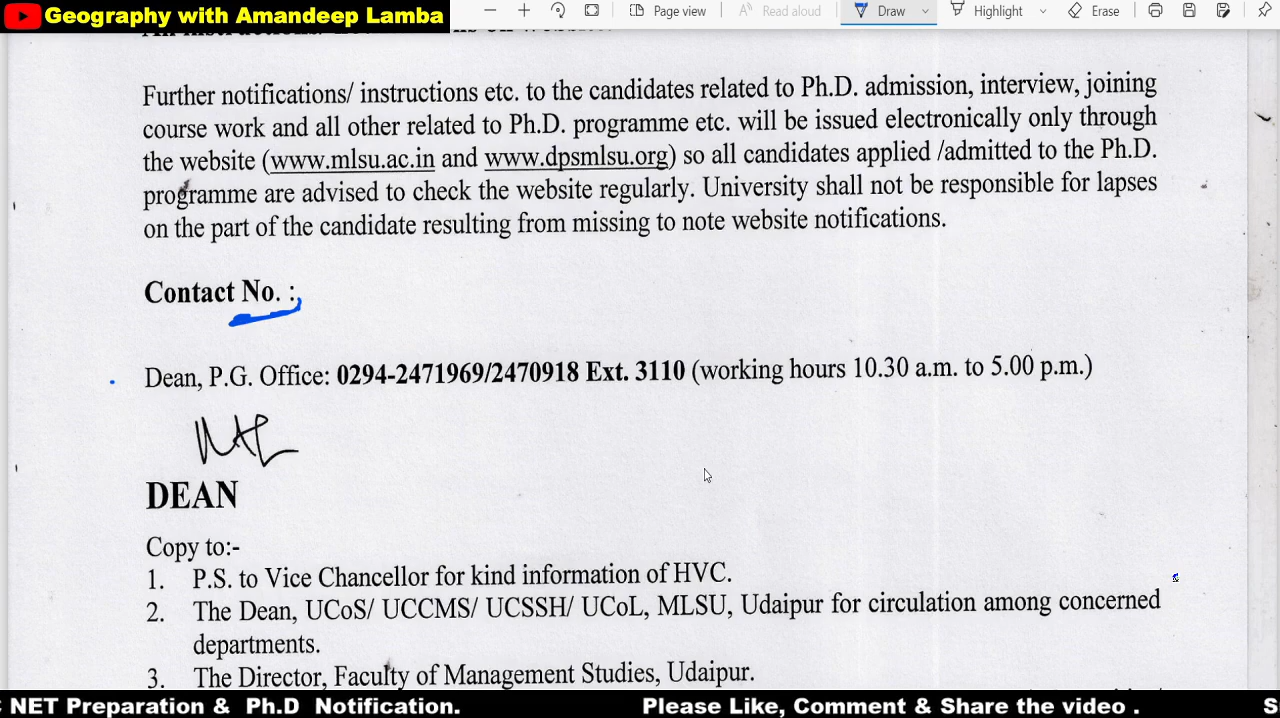 Geography with Amandeep Lamba
Page view
Read aloud
Draw
Highlight
Erase
Further notifications/ instructions etc. to the candidates related to Ph.D. admission, interview, joining
course work and all other related to Ph.D. programme etc. will be issued electronically only through
the website (www.mlsu.ac.in and www.dpsmlsu.org) so all candidates applied /admitted to the Ph.D.
programme are advised to check the website regularly. University shall not be responsible for lapses
on the part of the candidate resulting from missing to note website notifications.
Contact No. :
Dean, P.G. Office: 0294-2471969/2470918 Ext. 3110 (working hours 10.30 a.m. to 5.00 p.m.)
DEAN
Copy to:-
1. P.S. to Vice Chancellor for kind information of HVC.
2. The Dean, UCoS/ UCCMS/ UCSSH/ UCoL, MLSU, Udaipur for circulation among concerned
departments.
3. The Director, Faculty of Management Studies, Udaipur.
NET Preparation & Ph.D Notification. Please Like, Comment & Share the video . S